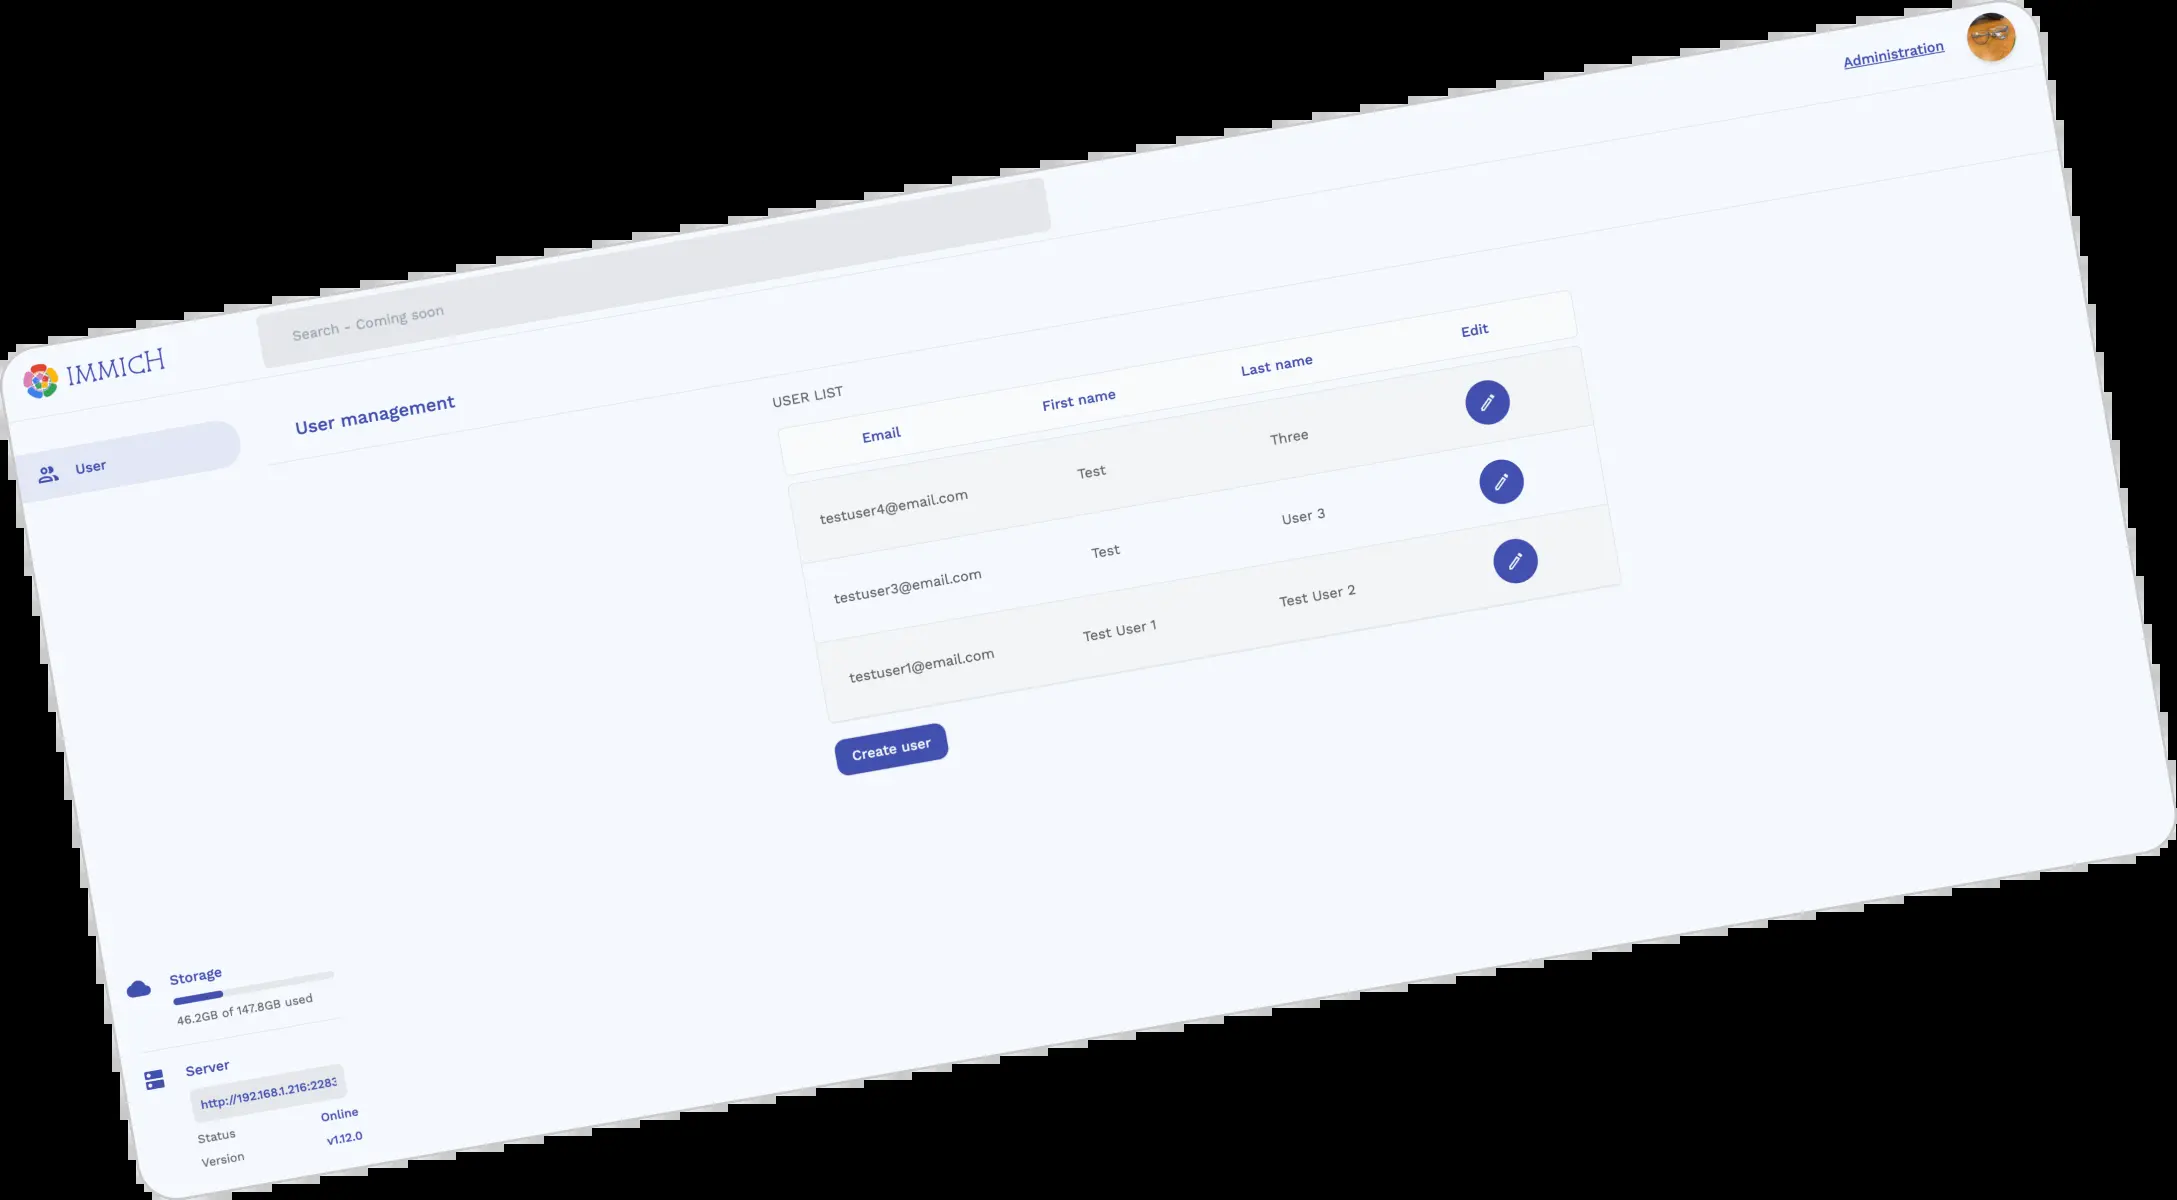 Administration
Search - Coming soon
IMMICH
User
User management
USER LIST
Email First name Last name Edit
testuser4@email.com Test Three
testuser3@email.com Test User 3
testuser1@email.com Test User 1 Test User 2
Create user
Storage
46.2GB of 147.8GB used
Server
http://192.168.1.216:2283
Status Online
Version v1.12.0